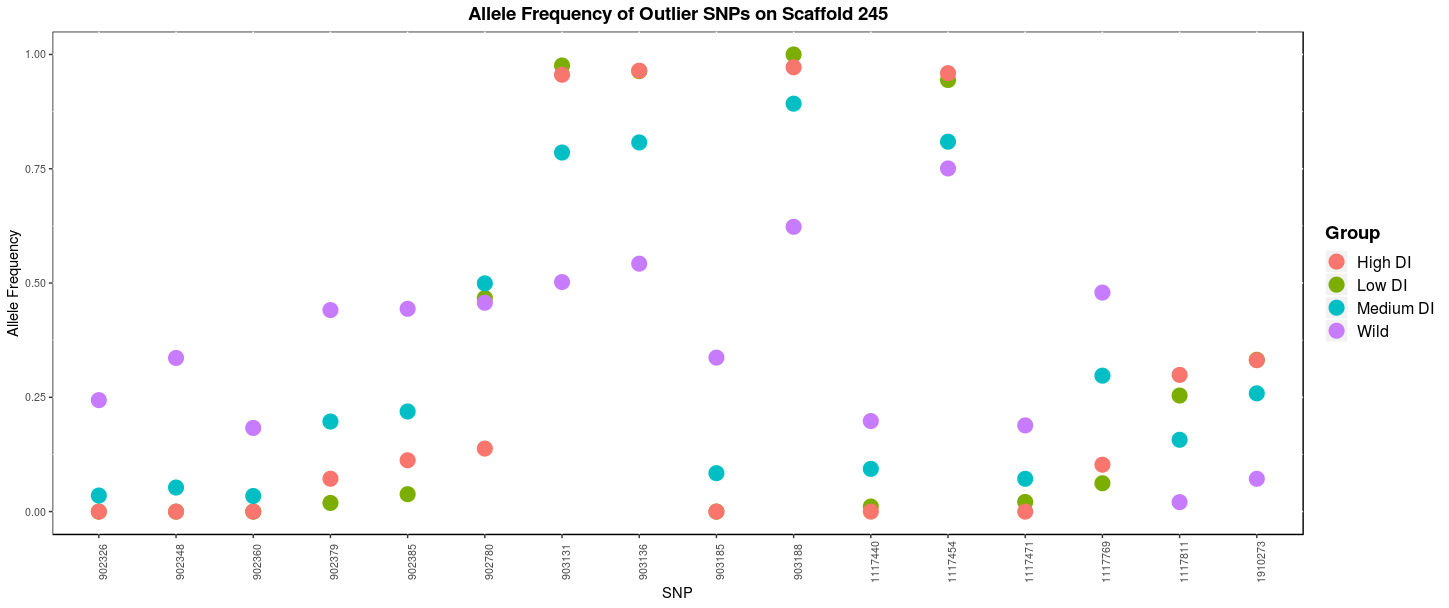 Allele Frequency of Outlier SNPs on Scaffold 245
Allele Frequency
1.00
0.75
0.50
0.25
0.00
902326
902348
902360
902379
902385
902780
903131
903136
903185
903188
1117440
1117454
1117471
1117769
1117811
1910273
SNP
Group
High DI
Low DI
Medium DI
Wild